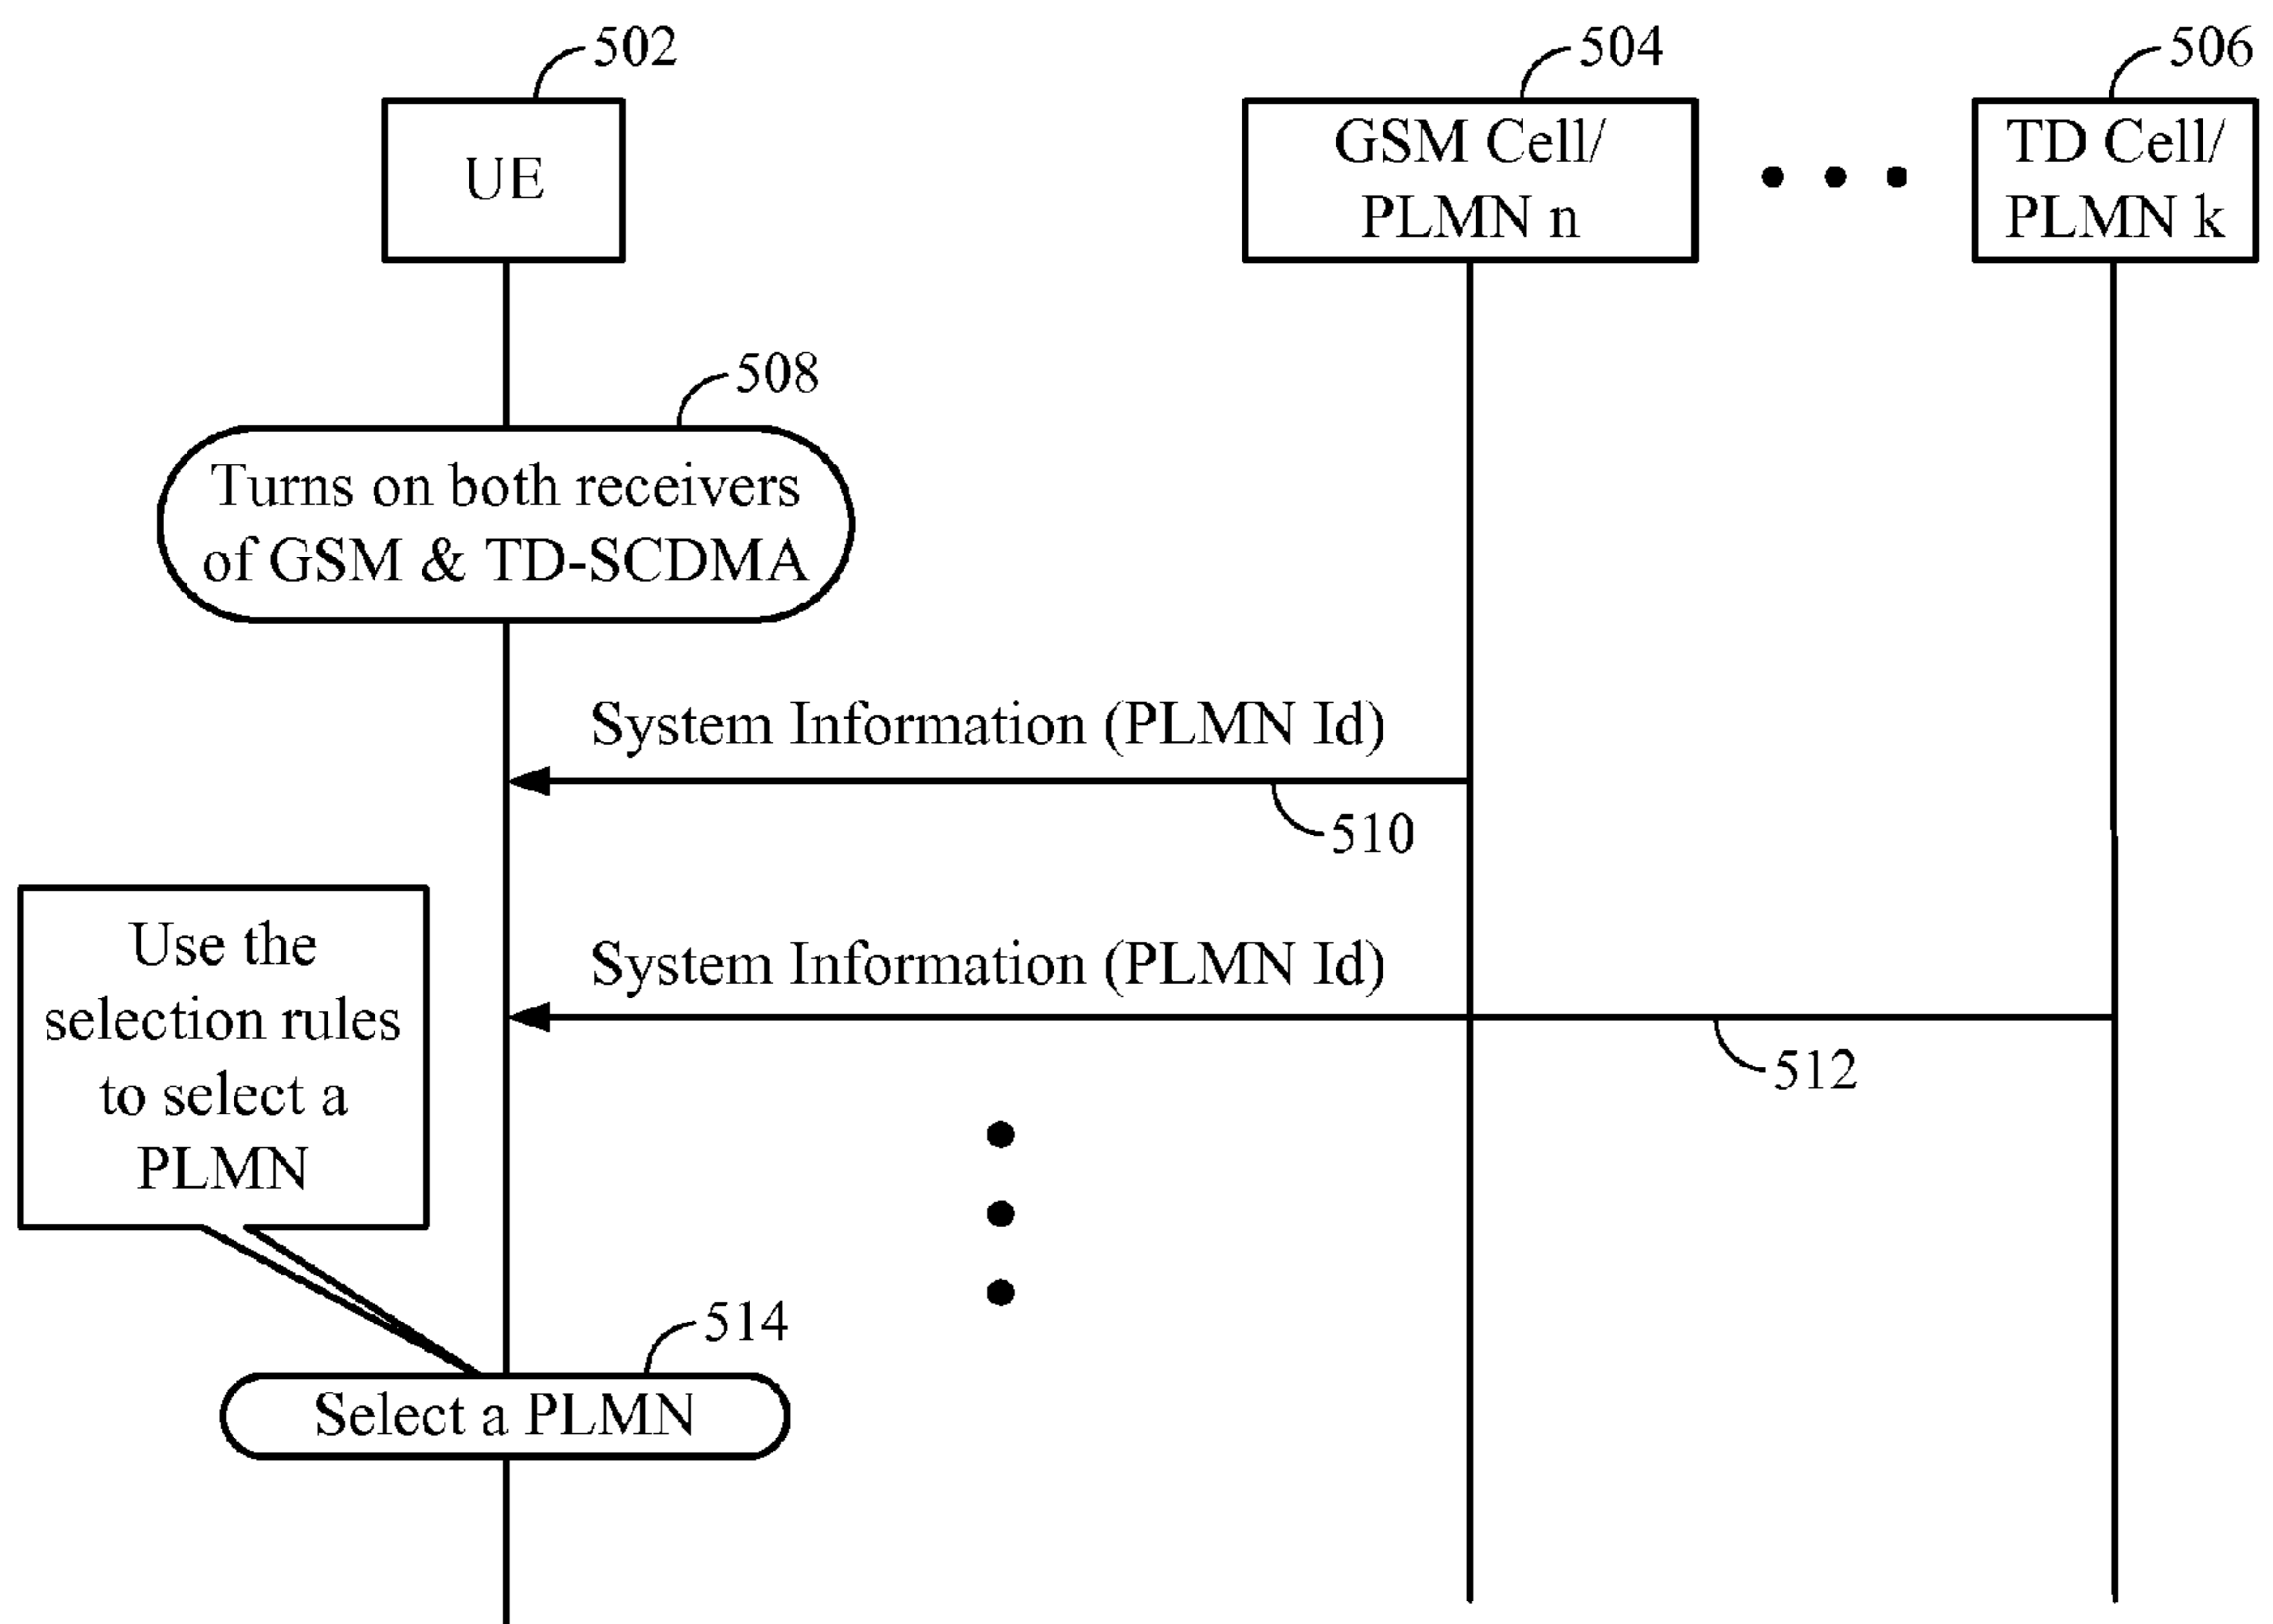 502
504
506
UE
GSM Cell/
PLMN n
TD Cell/
PLMN k
508
Turns on both receivers
of GSM & TD-SCDMA
System Information (PLMN Id)
510
Use the
selection rules
to select a
PLMN
System Information (PLMN Id)
512
514
Select a PLMN